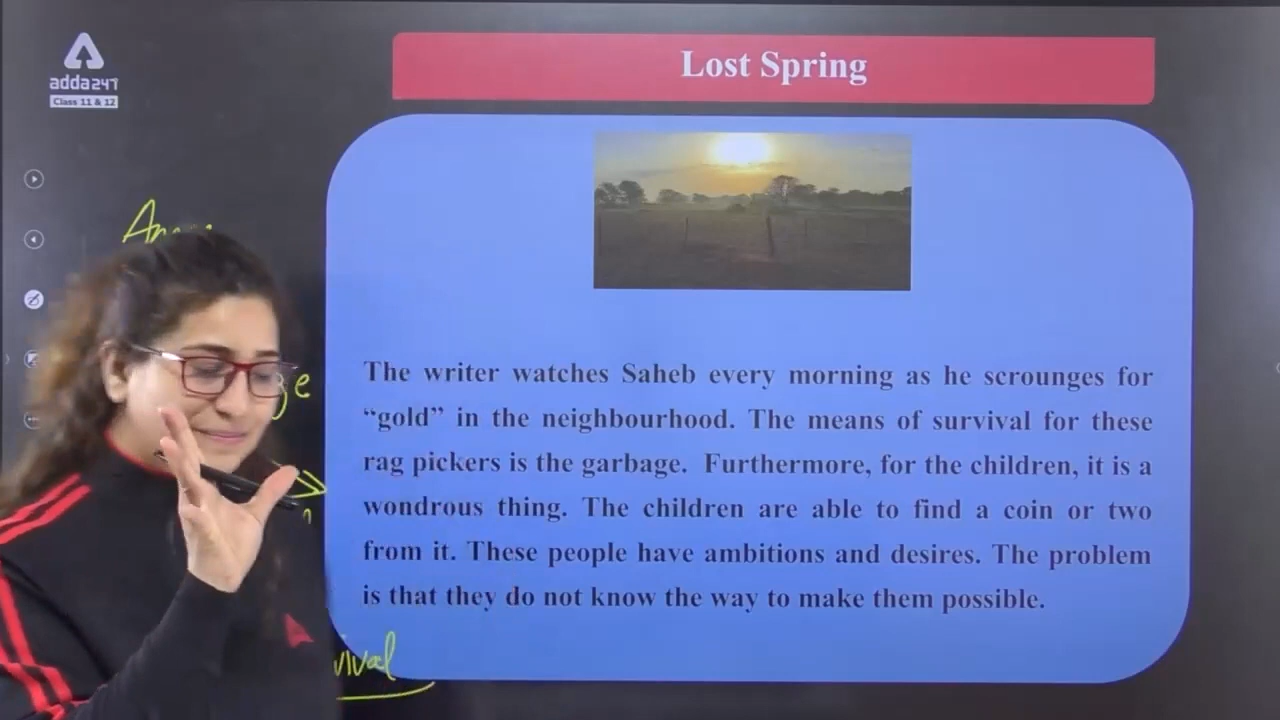 adda247
Class 11 & 12
Lost Spring
The writer watches Saheb every morning as he scrounges for
“gold” in the neighbourhood. The means of survival for these
rag pickers is the garbage. Furthermore, for the children, it is a
wondrous thing. The children are able to find a coin or two
from it. These people have ambitions and desires. The problem
is that they do not know the way to make them possible.